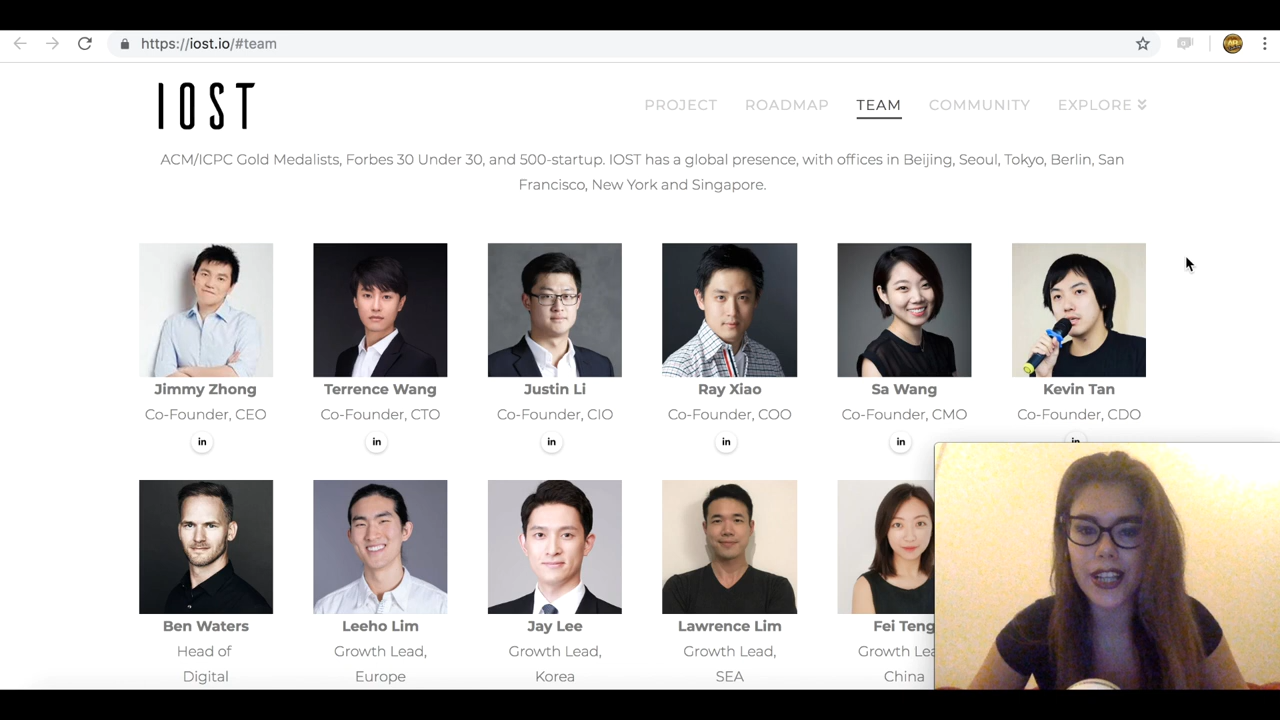 https://iost.io/#team
IOST
PROJECT ROADMAP TEAM COMMUNITY EXPLORE
ACM/ICPC Gold Medalists, Forbes 30 Under 30, and 500-startup. IOST has a global presence, with offices in Beijing, Seoul, Tokyo, Berlin, San
Francisco, New York and Singapore.
Jimmy Zhong Terrence Wang Justin Li Ray Xiao Sa Wang Kevin Tan
Co-Founder, CEO Co-Founder, CTO Co-Founder, CIO Co-Founder, COO Co-Founder, CMO Co-Founder, CDO
in in in in in in
Ben Waters Leeho Lim Jay Lee Lawrence Lim Fei Teng
Head of Growth Lead, Growth Lead, Growth Lead, Growth Lea
Digital Europe Korea SEA China